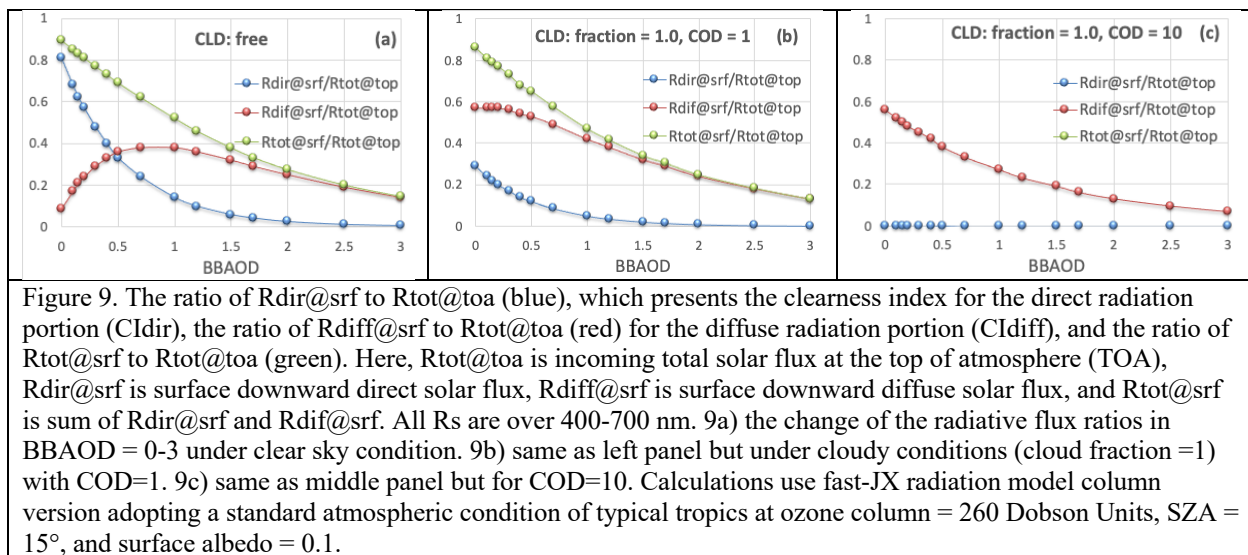 CLD: free (a)
1
0.8
0.6
0.4
0.2
0
Rdir@srf/Rtot@top
Rdif@srf/Rtot@top
Rtot@srf/Rtot@top
0 0.5 1 1.5 2 2.5 3
BBAOD
CLD: fraction = 1.0, COD = 1 (b)
1
0.8
0.6
0.4
0.2
0
Rdir@srf/Rtot@top
Rdif@srf/Rtot@top
Rtot@srf/Rtot@top
0 0.5 1 1.5 2 2.5 3
BBAOD
CLD: fraction = 1.0, COD = 10 (c)
1
0.8
0.6
0.4
0.2
0
Rdir@srf/Rtot@top
Rdif@srf/Rtot@top
Rtot@srf/Rtot@top
0 0.5 1 1.5 2 2.5 3
BBAOD
Figure 9. The ratio of Rdir@srf to Rtot@toa (blue), which presents the clearness index for the direct radiation
portion (CIdir), the ratio of Rdiff@srf to Rtot@toa (red) for the diffuse radiation portion (CIdiff), and the ratio of
Rtot@srf to Rtot@toa (green). Here, Rtot@toa is incoming total solar flux at the top of atmosphere (TOA),
Rdir@srf is surface downward direct solar flux, Rdiff@srf is surface downward diffuse solar flux, and Rtot@srf
is sum of Rdir@srf and Rdif@srf. All Rs are over 400-700 nm. 9a) the change of the radiative flux ratios in
BBAOD = 0-3 under clear sky condition. 9b) same as left panel but under cloudy conditions (cloud fraction =1)
with COD=1. 9c) same as middle panel but for COD=10. Calculations use fast-JX radiation model column
version adopting a standard atmospheric condition of typical tropics at ozone column = 260 Dobson Units, SZA =
15°, and surface albedo = 0.1.